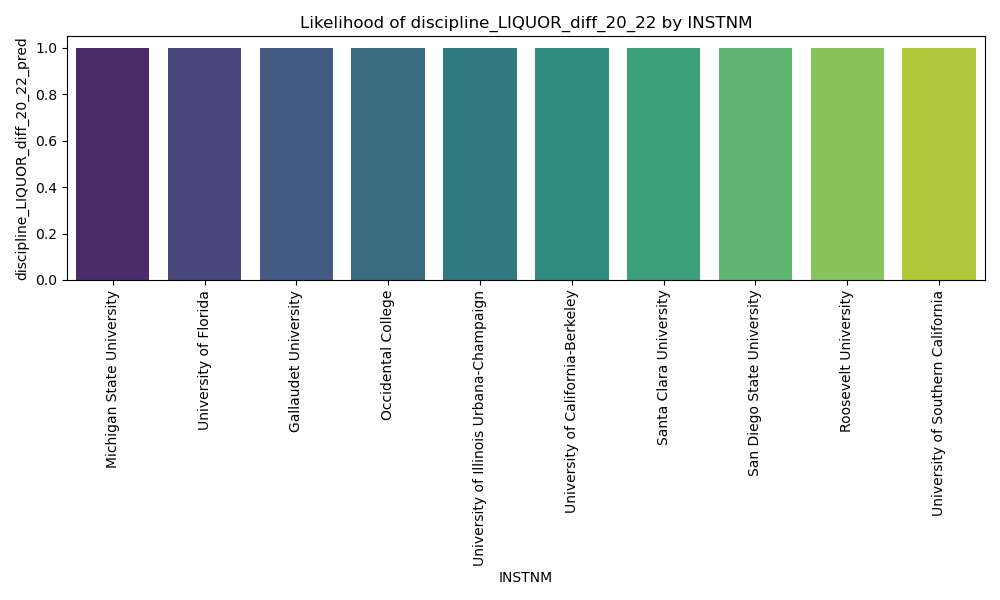 Likelihood of discipline_LIQUOR_diff_20_22 by INSTNM
discipline_LIQUOR_diff_20_22_pred
1.0
0.8
0.6
0.4
0.2
0.0
Michigan State University
University of Florida
Gallaudet University
Occidental College
University of Illinois Urbana-Champaign
University of California-Berkeley
Santa Clara University
San Diego State University
Roosevelt University
University of Southern California
INSTNM